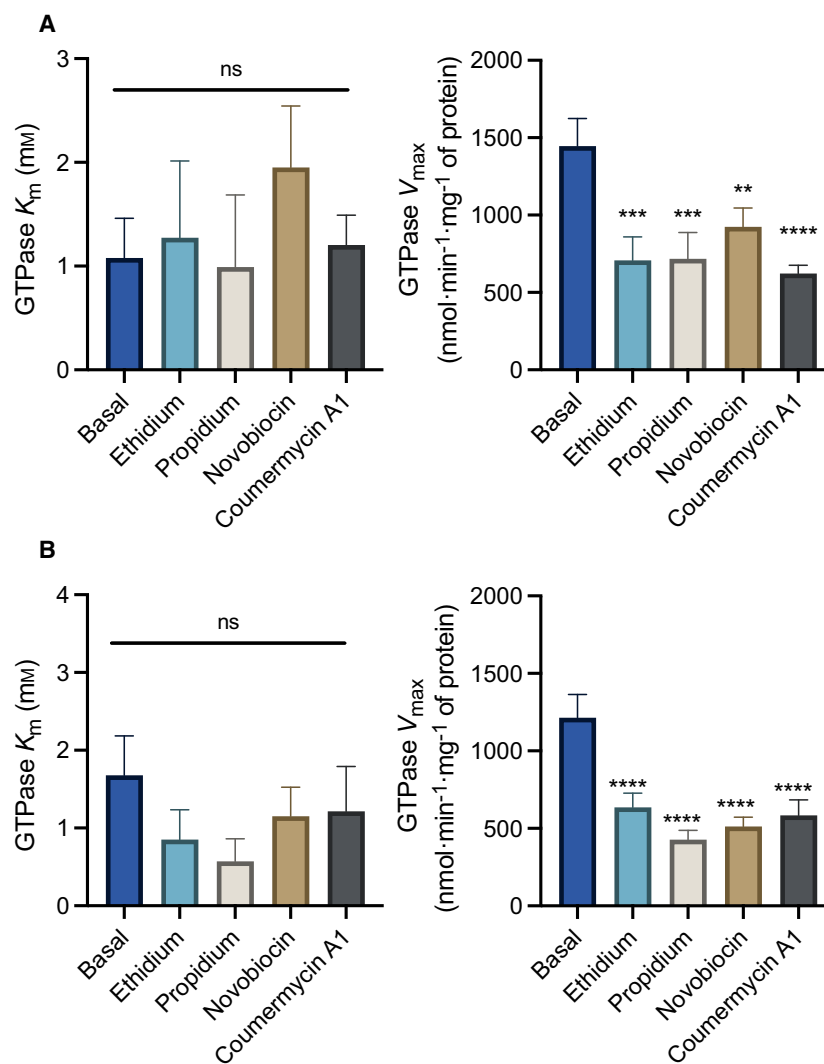 A
GTPase Km (mM)
3
2
1
0
ns
Basal
Ethidium
Propidium
Novobiocin
Coumermycin A1
GTPase Vmax
(nmol·min-1·mg-1 of protein)
2000
1500
1000
500
0
***
***
**
****
Basal
Ethidium
Propidium
Novobiocin
Coumermycin A1
B
GTPase Km (mM)
4
3
2
1
0
ns
Basal
Ethidium
Propidium
Novobiocin
Coumermycin A1
GTPase Vmax
(nmol·min-1·mg-1 of protein)
2000
1500
1000
500
0
****
****
****
****
Basal
Ethidium
Propidium
Novobiocin
Coumermycin A1